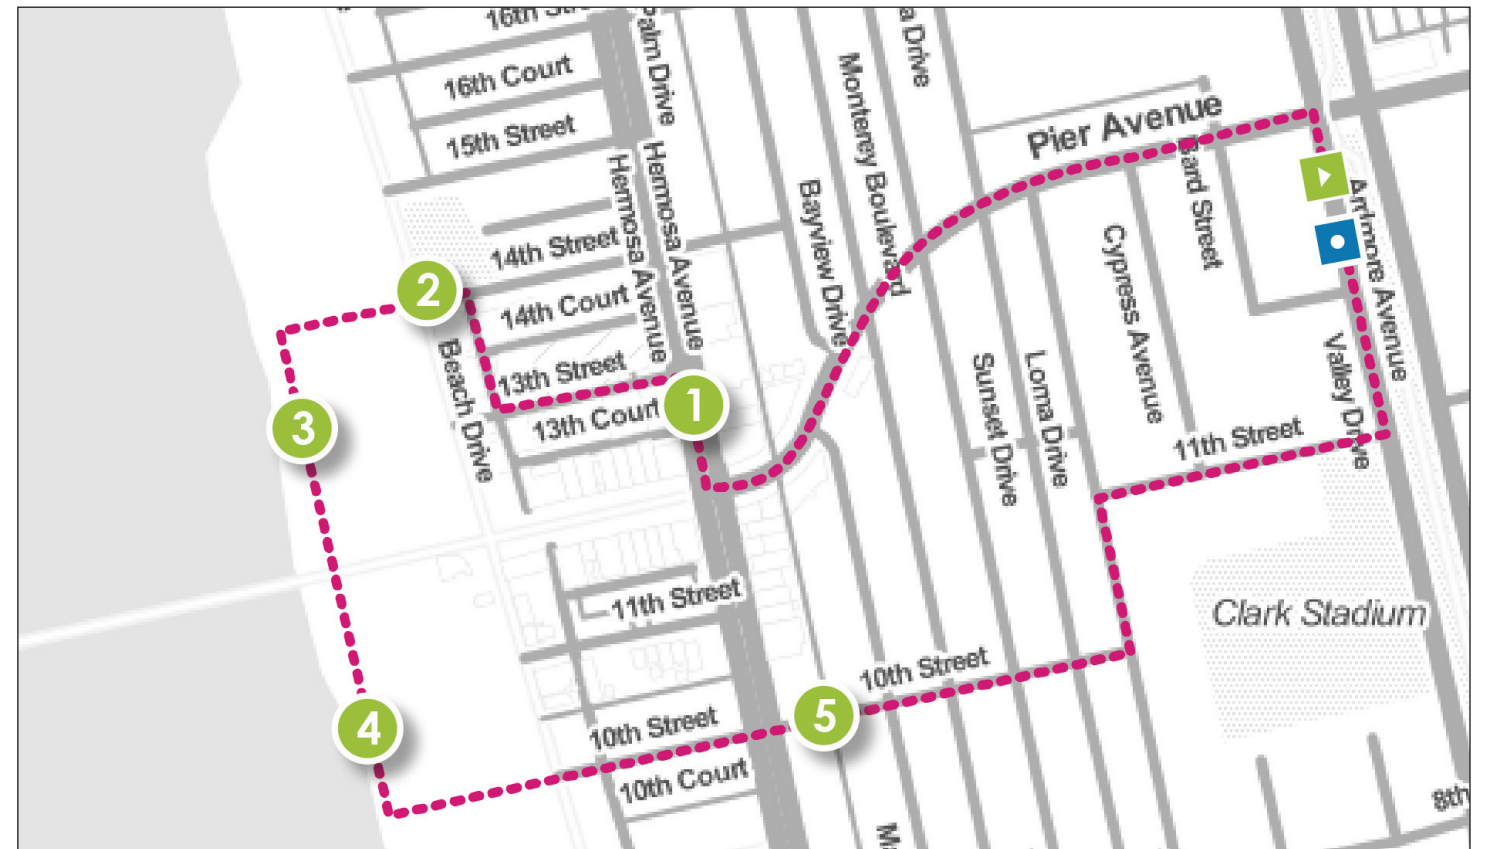 16th Court
15th Street
Palm Drive
Hermosa Avenue
Hermosa Avenue
14th Street
14th Court
13th Street
13th Court
Beach Drive
Bayview Drive
Monterey Boulevard
Drive
Pier Avenue
Street
Cypress Avenue
Loma Drive
Sunset Drive
Ardmore Avenue
Valley Drive
11th Street
Clark Stadium
11th Street
10th Street
10th Street
10th Court
8th
1
2
3
4
5